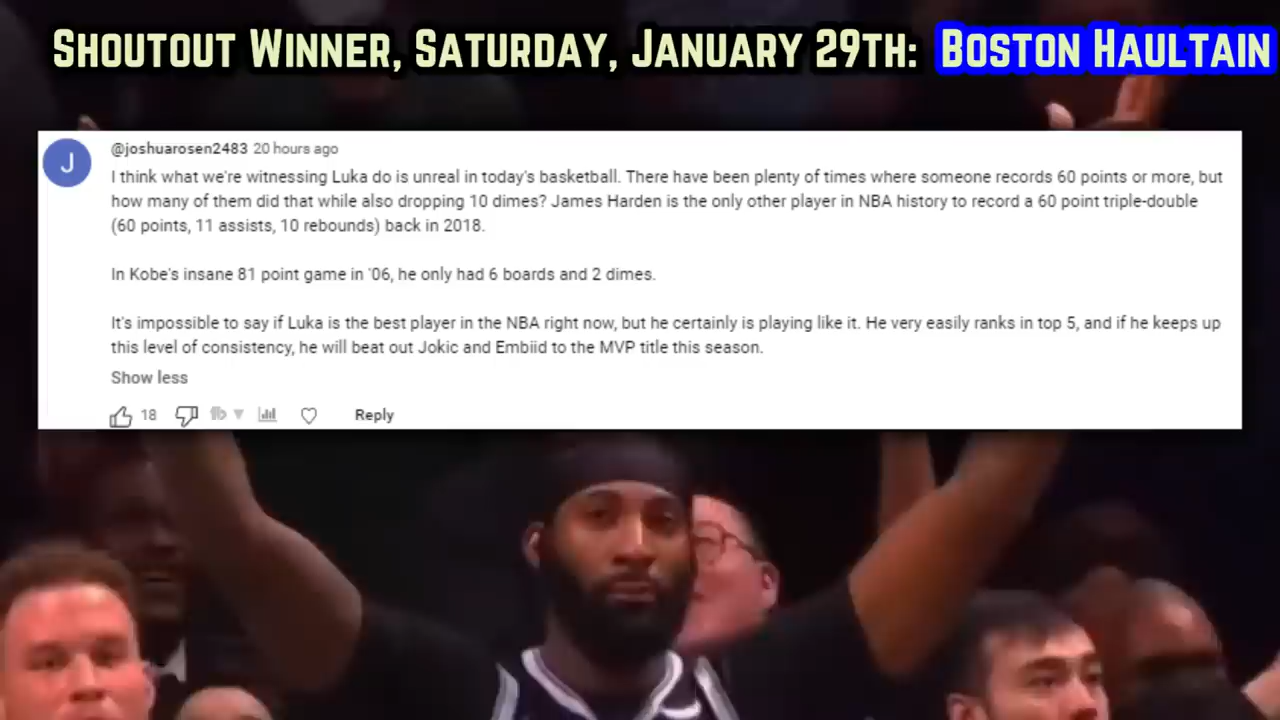 Shoutout Winner, Saturday, January 29th: Boston Haultain
J
@joshuarosen2483 20 hours ago
I think what we're witnessing Luka do is unreal in today's basketball. There have been plenty of times where someone records 60 points or more, but
how many of them did that while also dropping 10 dimes? James Harden is the only other player in NBA history to record a 60 point triple-double
(60 points, 11 assists, 10 rebounds) back in 2018.
In Kobe's insane 81 point game in '06, he only had 6 boards and 2 dimes.
It's impossible to say if Luka is the best player in the NBA right now, but he certainly is playing like it. He very easily ranks in top 5, and if he keeps up
this level of consistency, he will beat out Jokic and Embiid to the MVP title this season.
Show less
18 Reply